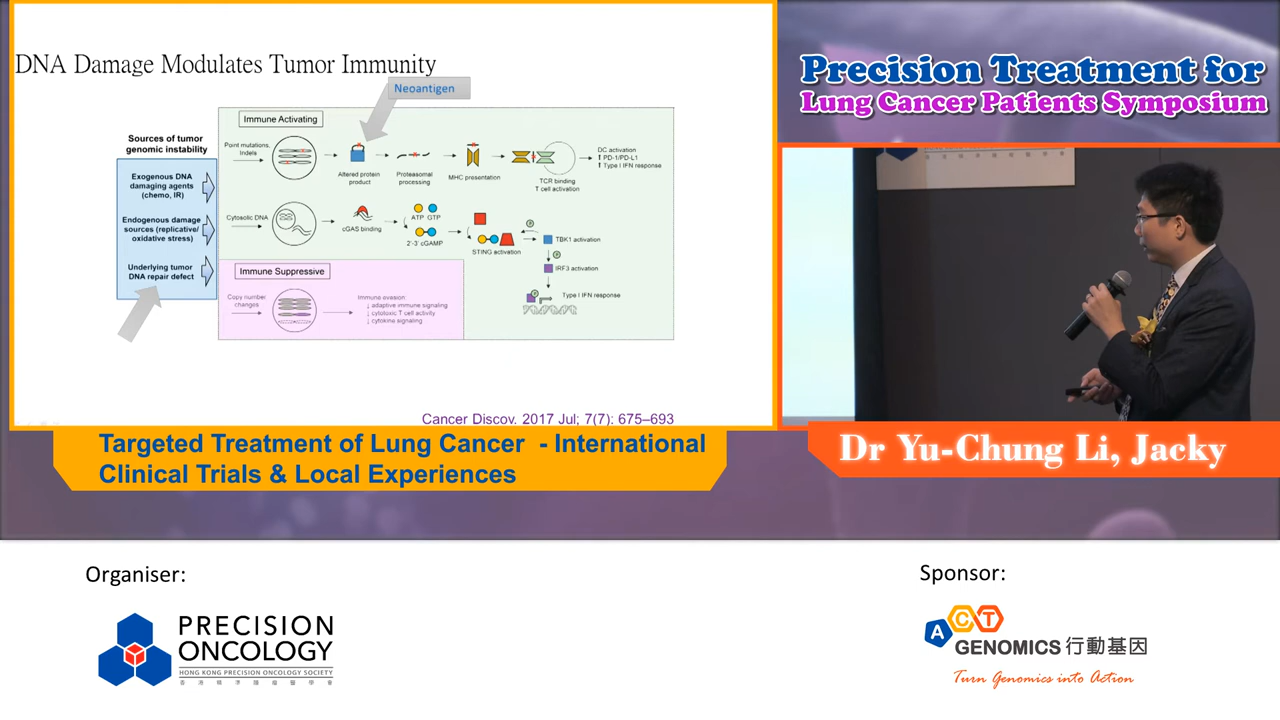 DNA Damage Modulates Tumor Immunity
Neoantigen
Sources of tumor
genomic instability
Exogenous DNA
damaging agents
(chemo, IR)
Endogenous damage
sources (replicative/
oxidative stress)
Underlying tumor
DNA repair defect
Immune Activating
Point mutations,
Indels
Altered protein
product
Proteasomal
processing
MHC presentation
TCR binding
T cell activation
DC activation
↑ PD-1/PD-L1
↑ Type I IFN response
Cytosolic DNA
cGAS binding
ATP GTP
2'-3' cGAMP
STING activation
P
TBK1 activation
P
IRF3 activation
P
Type I IFN response
Immune Suppressive
Copy number
changes
Immune evasion
↓ adaptive immune signaling
↓ cytotoxic T cell activity
↓ cytokine signaling
Cancer Discov. 2017 Jul; 7(7): 675–693
Precision Treatment for
Lung Cancer Patients Symposium
Targeted Treatment of Lung Cancer - International
Clinical Trials & Local Experiences
Dr Yu-Chung Li, Jacky
Organiser:
PRECISION
ONCOLOGY
HONG KONG PRECISION ONCOLOGY SOCIETY
Sponsor:
ACT
GENOMICS 行動基因
Turn Genomics into Action